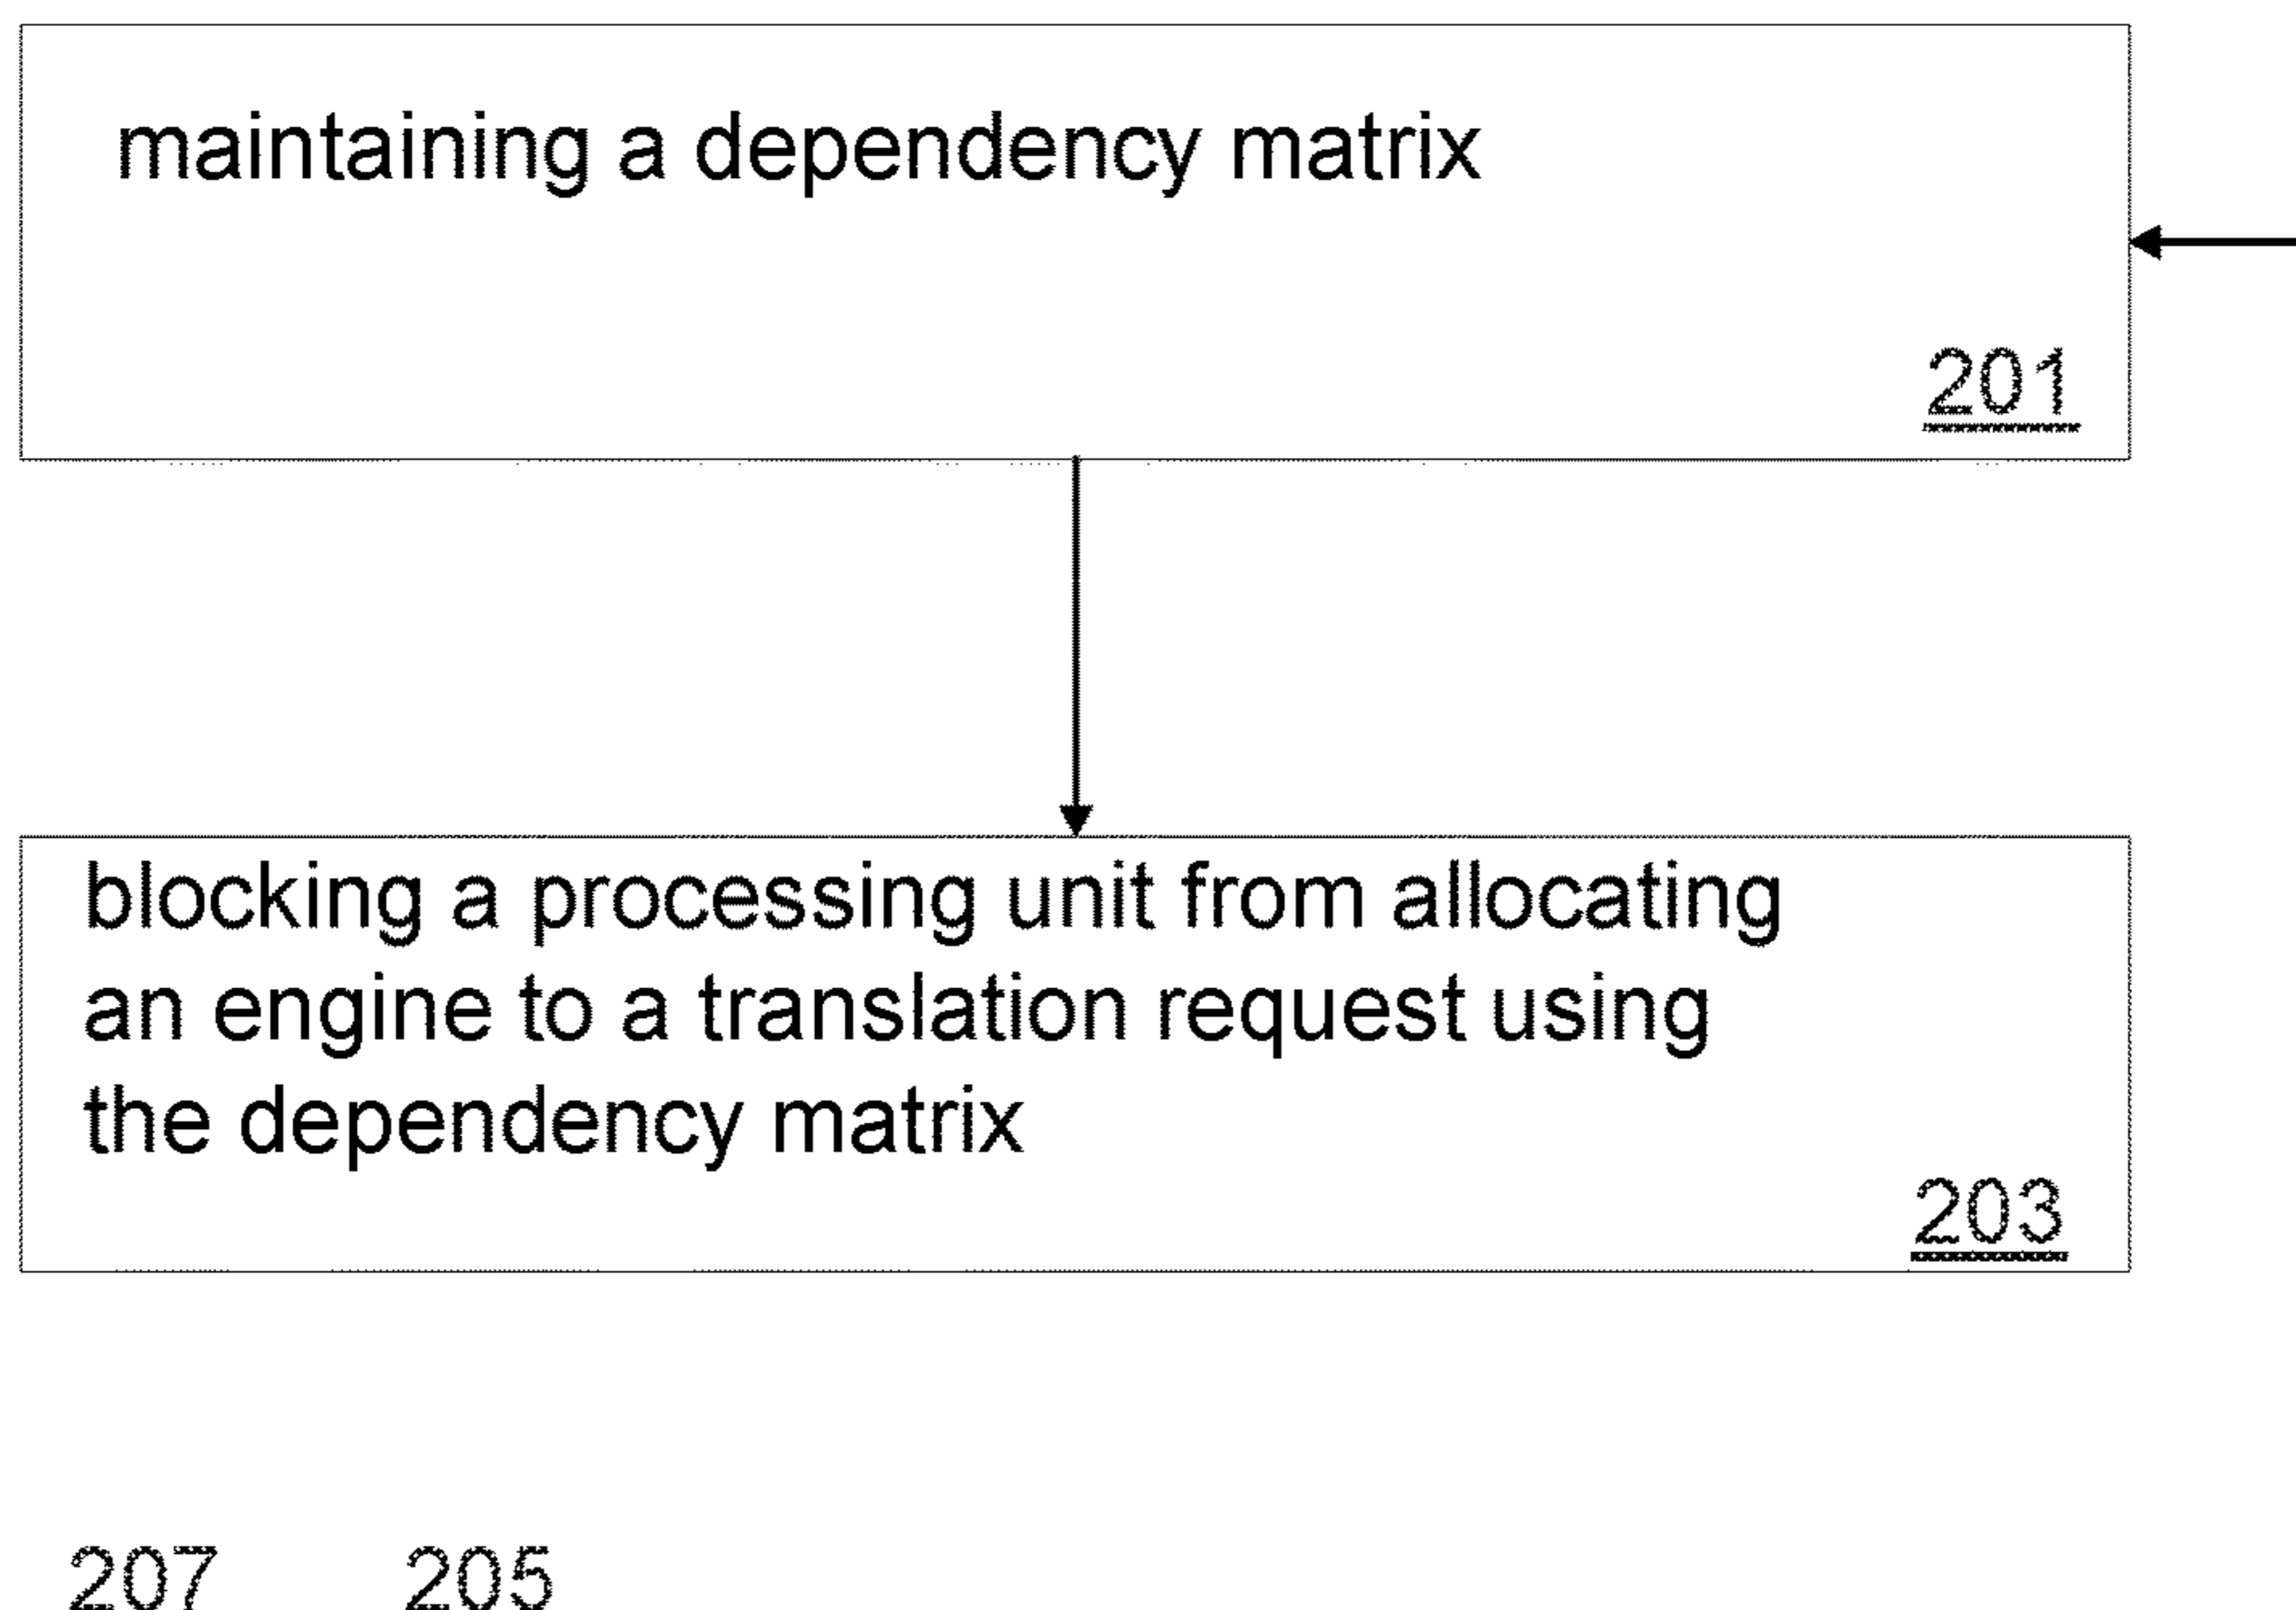 maintaining a dependency matrix
201
blocking a processing unit from allocating
an engine to a translation request using
the dependency matrix
203
207 205